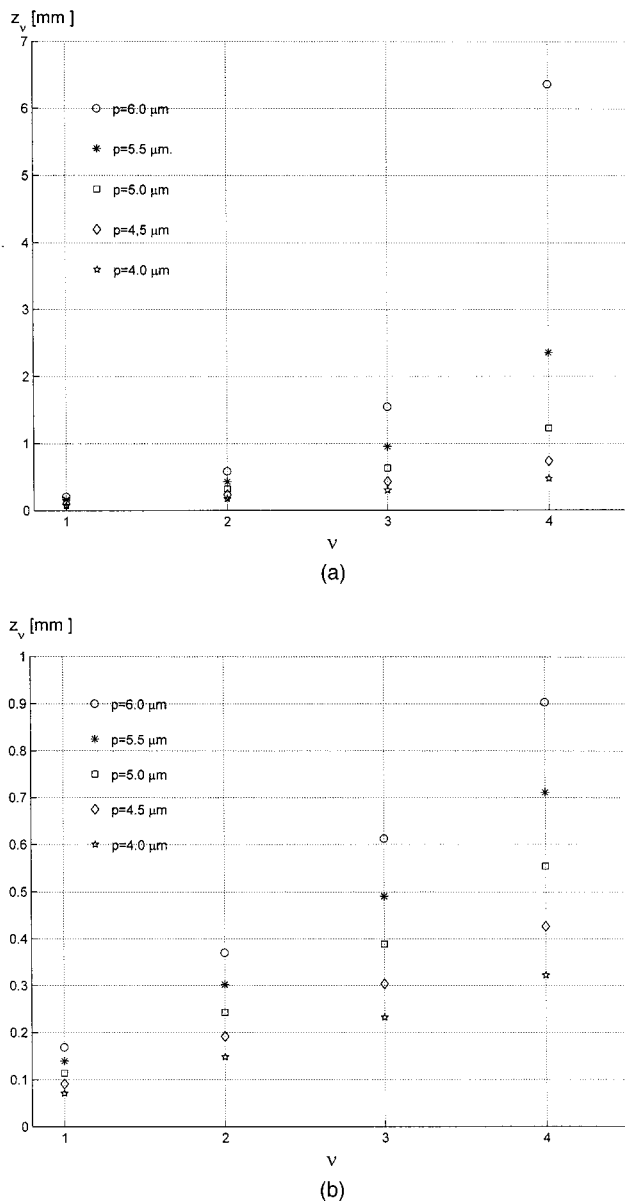 z_ν [mm ]
7
6
5
4
3
2
1
0
○ p=6.0 μm
* p=5.5 μm.
□ p=5.0 μm
◇ p=4,5 μm
☆ p=4.0 μm
1 2 3 4
ν
(a)
z_ν [mm ]
1
0.9
0.8
0.7
0.6
0.5
0.4
0.3
0.2
0.1
0
○ p=6.0 μm
* p=5.5 μm
□ p=5.0 μm
◇ p=4.5 μm
☆ p=4.0 μm
1 2 3 4
ν
(b)